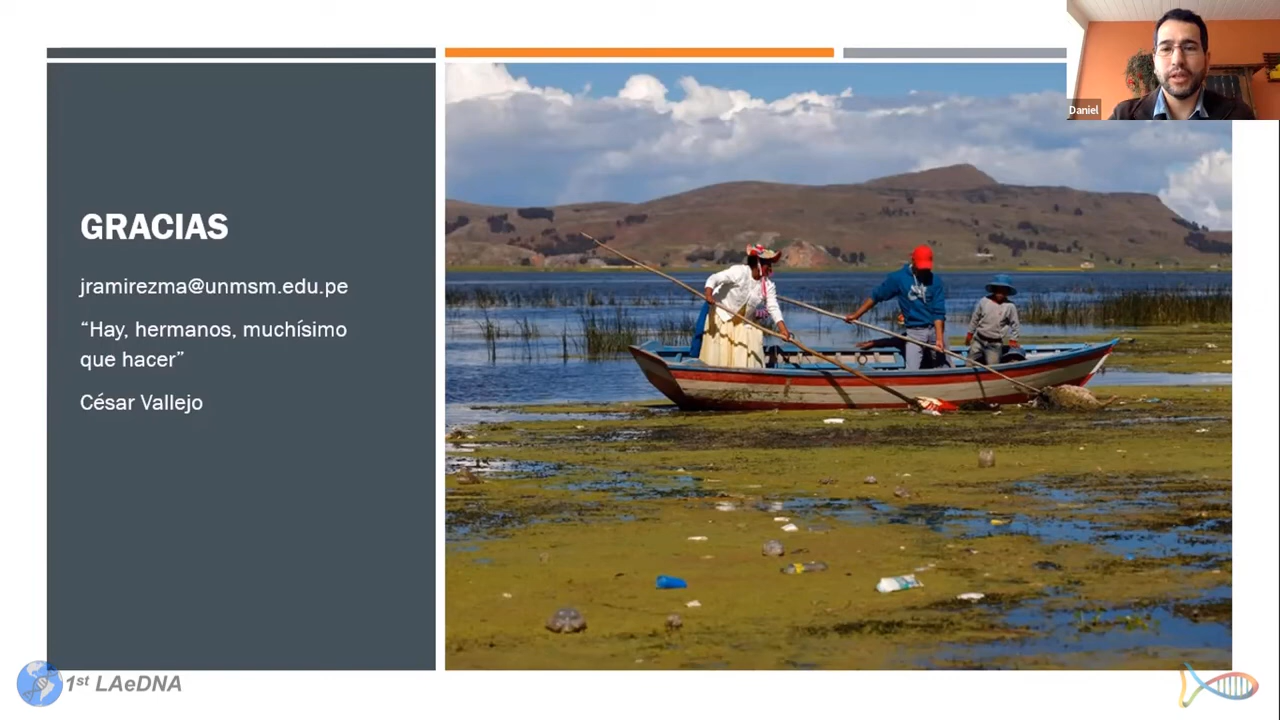 Daniel
GRACIAS
jramirezma@unmsm.edu.pe
“Hay, hermanos, muchísimo
que hacer”
César Vallejo
1st LAeDNA